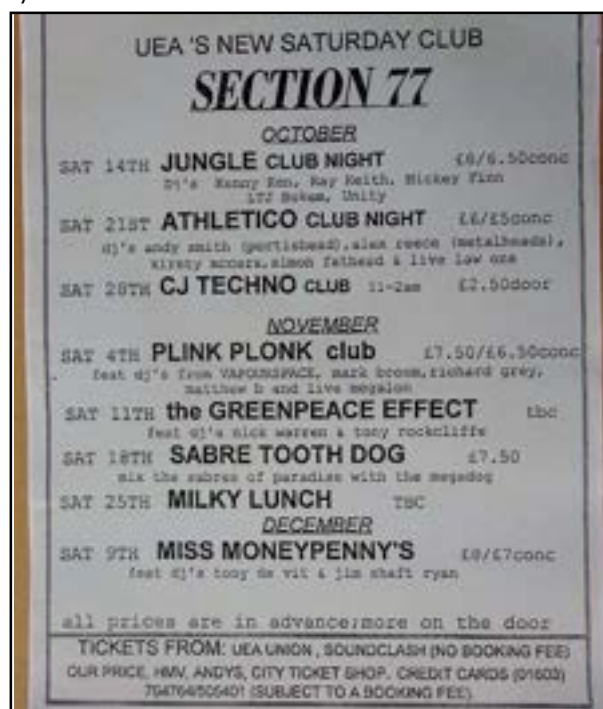 UEA 'S NEW SATURDAY CLUB
SECTION 77
OCTOBER
SAT 14TH JUNGLE CLUB NIGHT £8/6.50conc
Dj's Kenny Ken, Ray Keith, Mickey Finn
LTJ Bukem, Unity
SAT 21ST ATHLETICO CLUB NIGHT £6/£5conc
dj's andy smith (portishead), alex reece (metalheads),
simon fathead & live low one
SAT 28TH CJ TECHNO CLUB 11-2am £2.50door
NOVEMBER
SAT 4TH PLINK PLONK club £7.50/£6.50conc
feat dj's from VAPOURSPACE, mark broom, richard grey,
matthew b and live megalon
SAT 11TH the GREENPEACE EFFECT tbc
feat dj's nick warren & tony rockcliffe
SAT 18TH SABRE TOOTH DOG £7.50
mix the sabres of paradise with the megadog
SAT 25TH MILKY LUNCH TBC
DECEMBER
SAT 9TH MISS MONEYPENNY'S £8/£7conc
feat dj's tony de vit & jim shaft ryan
all prices are in advance;more on the door
TICKETS FROM: UEA UNION , SOUNDCLASH (NO BOOKING FEE)
OUR PRICE, HMV, ANDYS, CITY TICKET SHOP. CREDIT CARDS (01603)
764764/505401 (SUBJECT TO A BOOKING FEE)